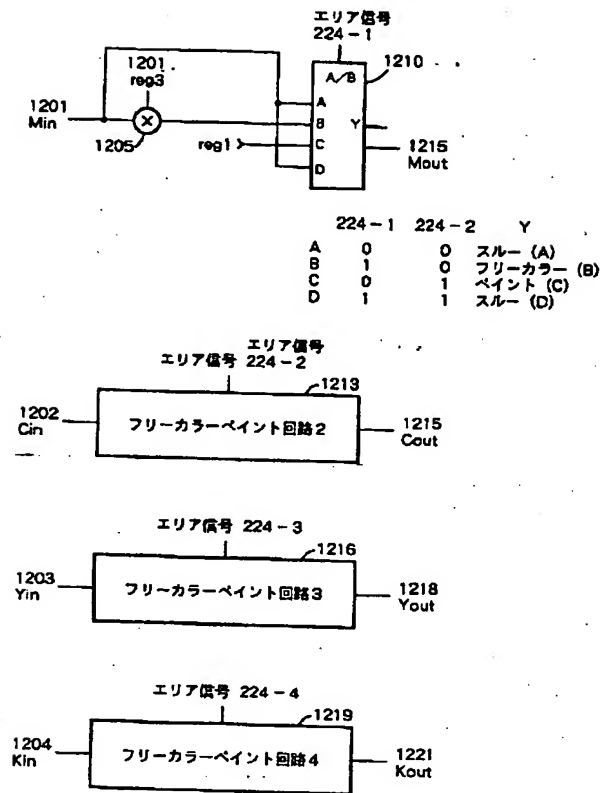 エリア信号
224-1
1210
1201
reg3
A/B
1201
Min
A
B
Y
1205
reg1
C
D
1215
Mout
224-1 224-2 Y
A 0 0 スルー (A)
B 1 0 フリーカラー (B)
C 0 1 ペイント (C)
D 1 1 スルー (D)
エリア信号
エリア信号 224-2
1213
1202
Cin
フリーカラーペイント回路2
1215
Cout
エリア信号 224-3
1216
1203
Yin
フリーカラーペイント回路3
1218
Yout
エリア信号 224-4
1219
1204
Kin
フリーカラーペイント回路4
1221
Kout